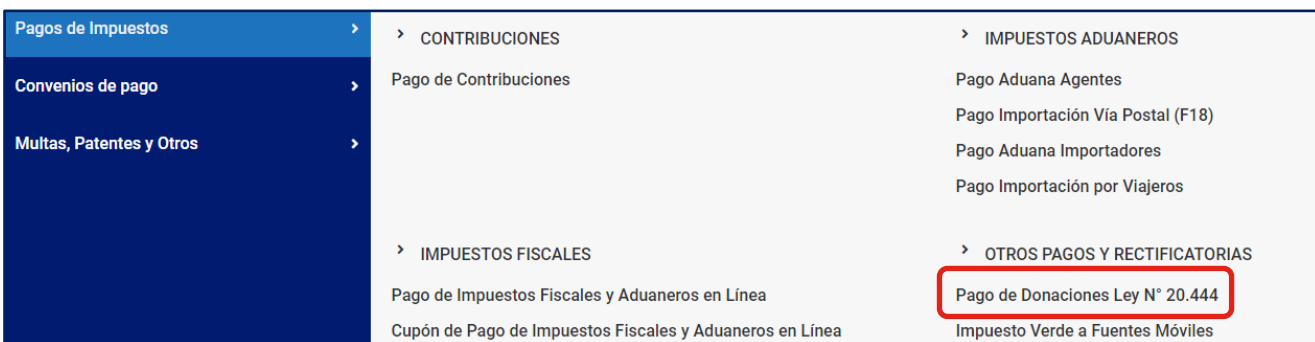 Pagos de Impuestos
Convenios de pago
Multas, Patentes y Otros
CONTRIBUCIONES
Pago de Contribuciones
IMPUESTOS ADUANEROS
Pago Aduana Agentes
Pago Importación Vía Postal (F18)
Pago Aduana Importadores
Pago Importación por Viajeros
IMPUESTOS FISCALES
Pago de Impuestos Fiscales y Aduaneros en Línea
Cupón de Pago de Impuestos Fiscales y Aduaneros en Línea
OTROS PAGOS Y RECTIFICATORIAS
Pago de Donaciones Ley N° 20.444
Impuesto Verde a Fuentes Móviles